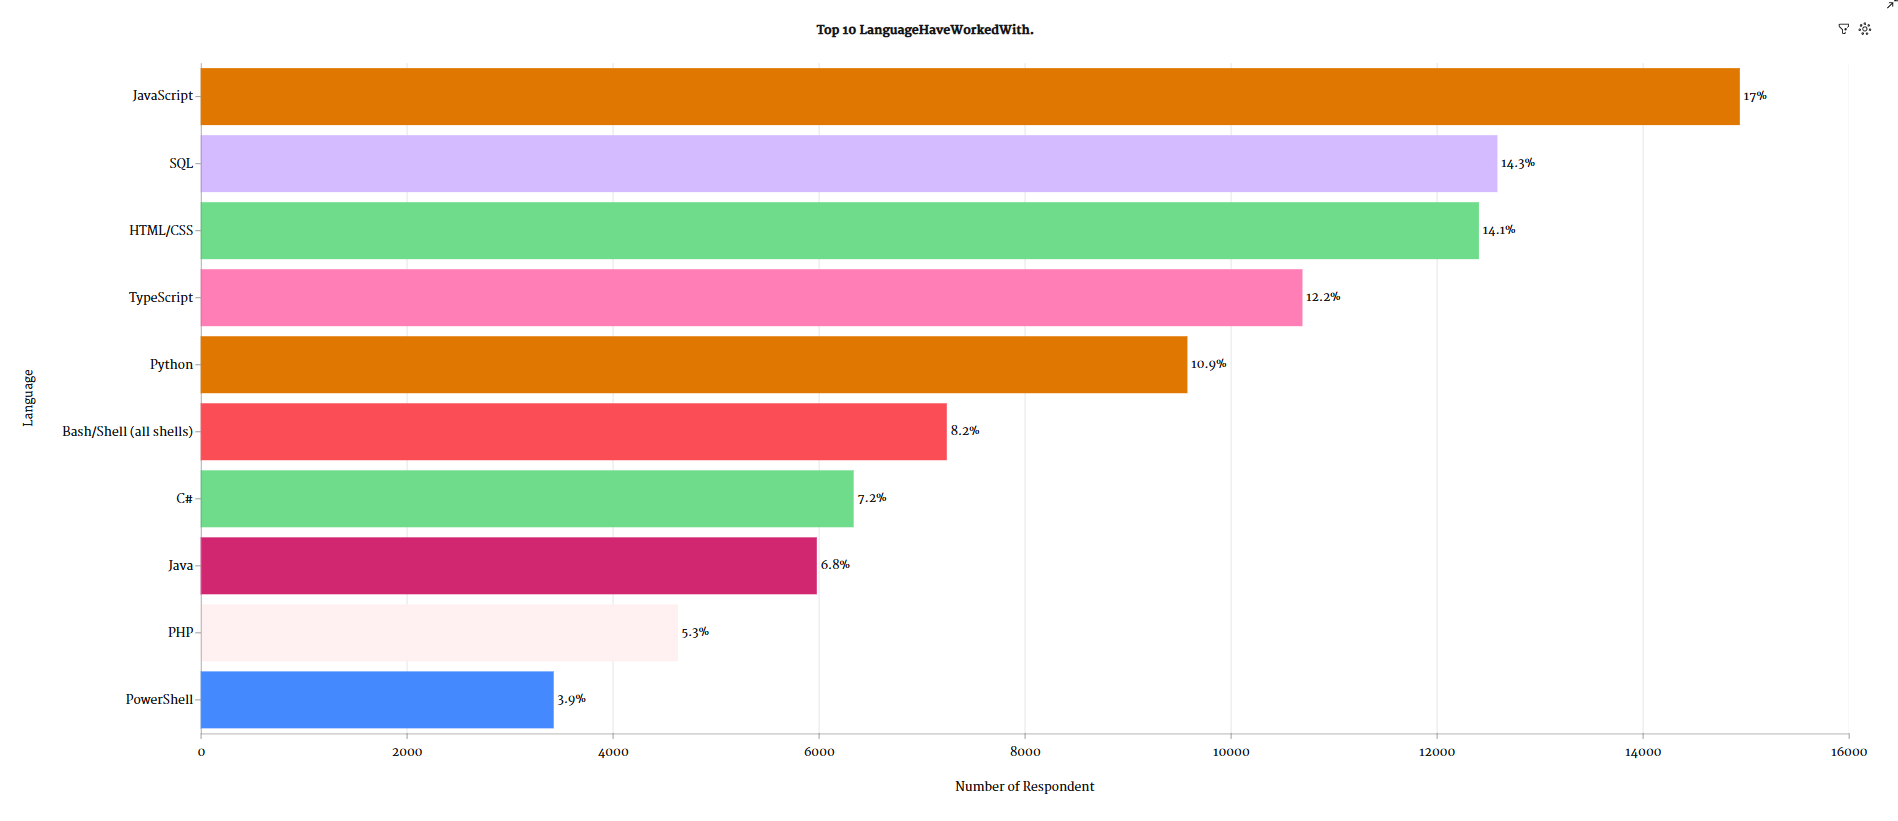 Top 10 LanguageHaveWorkedWith.
JavaScript 17%
SQL 14.3%
HTML/CSS 14.1%
TypeScript 12.2%
Python 10.9%
Language
Bash/Shell (all shells) 8.2%
C# 7.2%
Java 6.8%
PHP 5.3%
PowerShell 3.9%
0 2000 4000 6000 8000 10000 12000 14000 16000
Number of Respondent